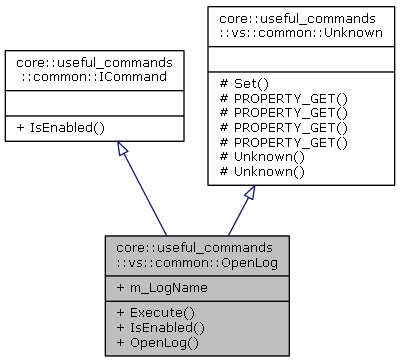 core::useful_commands
::common::ICommand
+ IsEnabled()
core::useful_commands
::vs::common::Unknown
# Set()
# PROPERTY_GET()
# PROPERTY_GET()
# PROPERTY_GET()
# PROPERTY_GET()
# Unknown()
# Unknown()
core::useful_commands
::vs::common::OpenLog
+ m_LogName
+ Execute()
+ IsEnabled()
+ OpenLog()